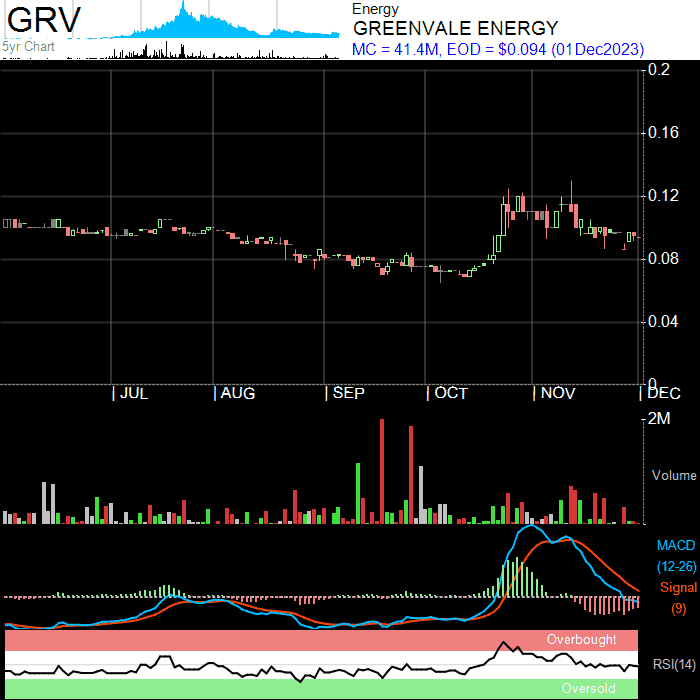 GRV
5yr Chart
Energy
GREENVALE ENERGY
MC = 41.4M, EOD = $0.094 (01Dec2023)
0.2
0.16
0.12
0.08
0.04
0
JUL
AUG
SEP
OCT
NOV
DEC
2M
Volume
MACD
(12-26)
Signal
(9)
Overbought
RSI(14)
Oversold